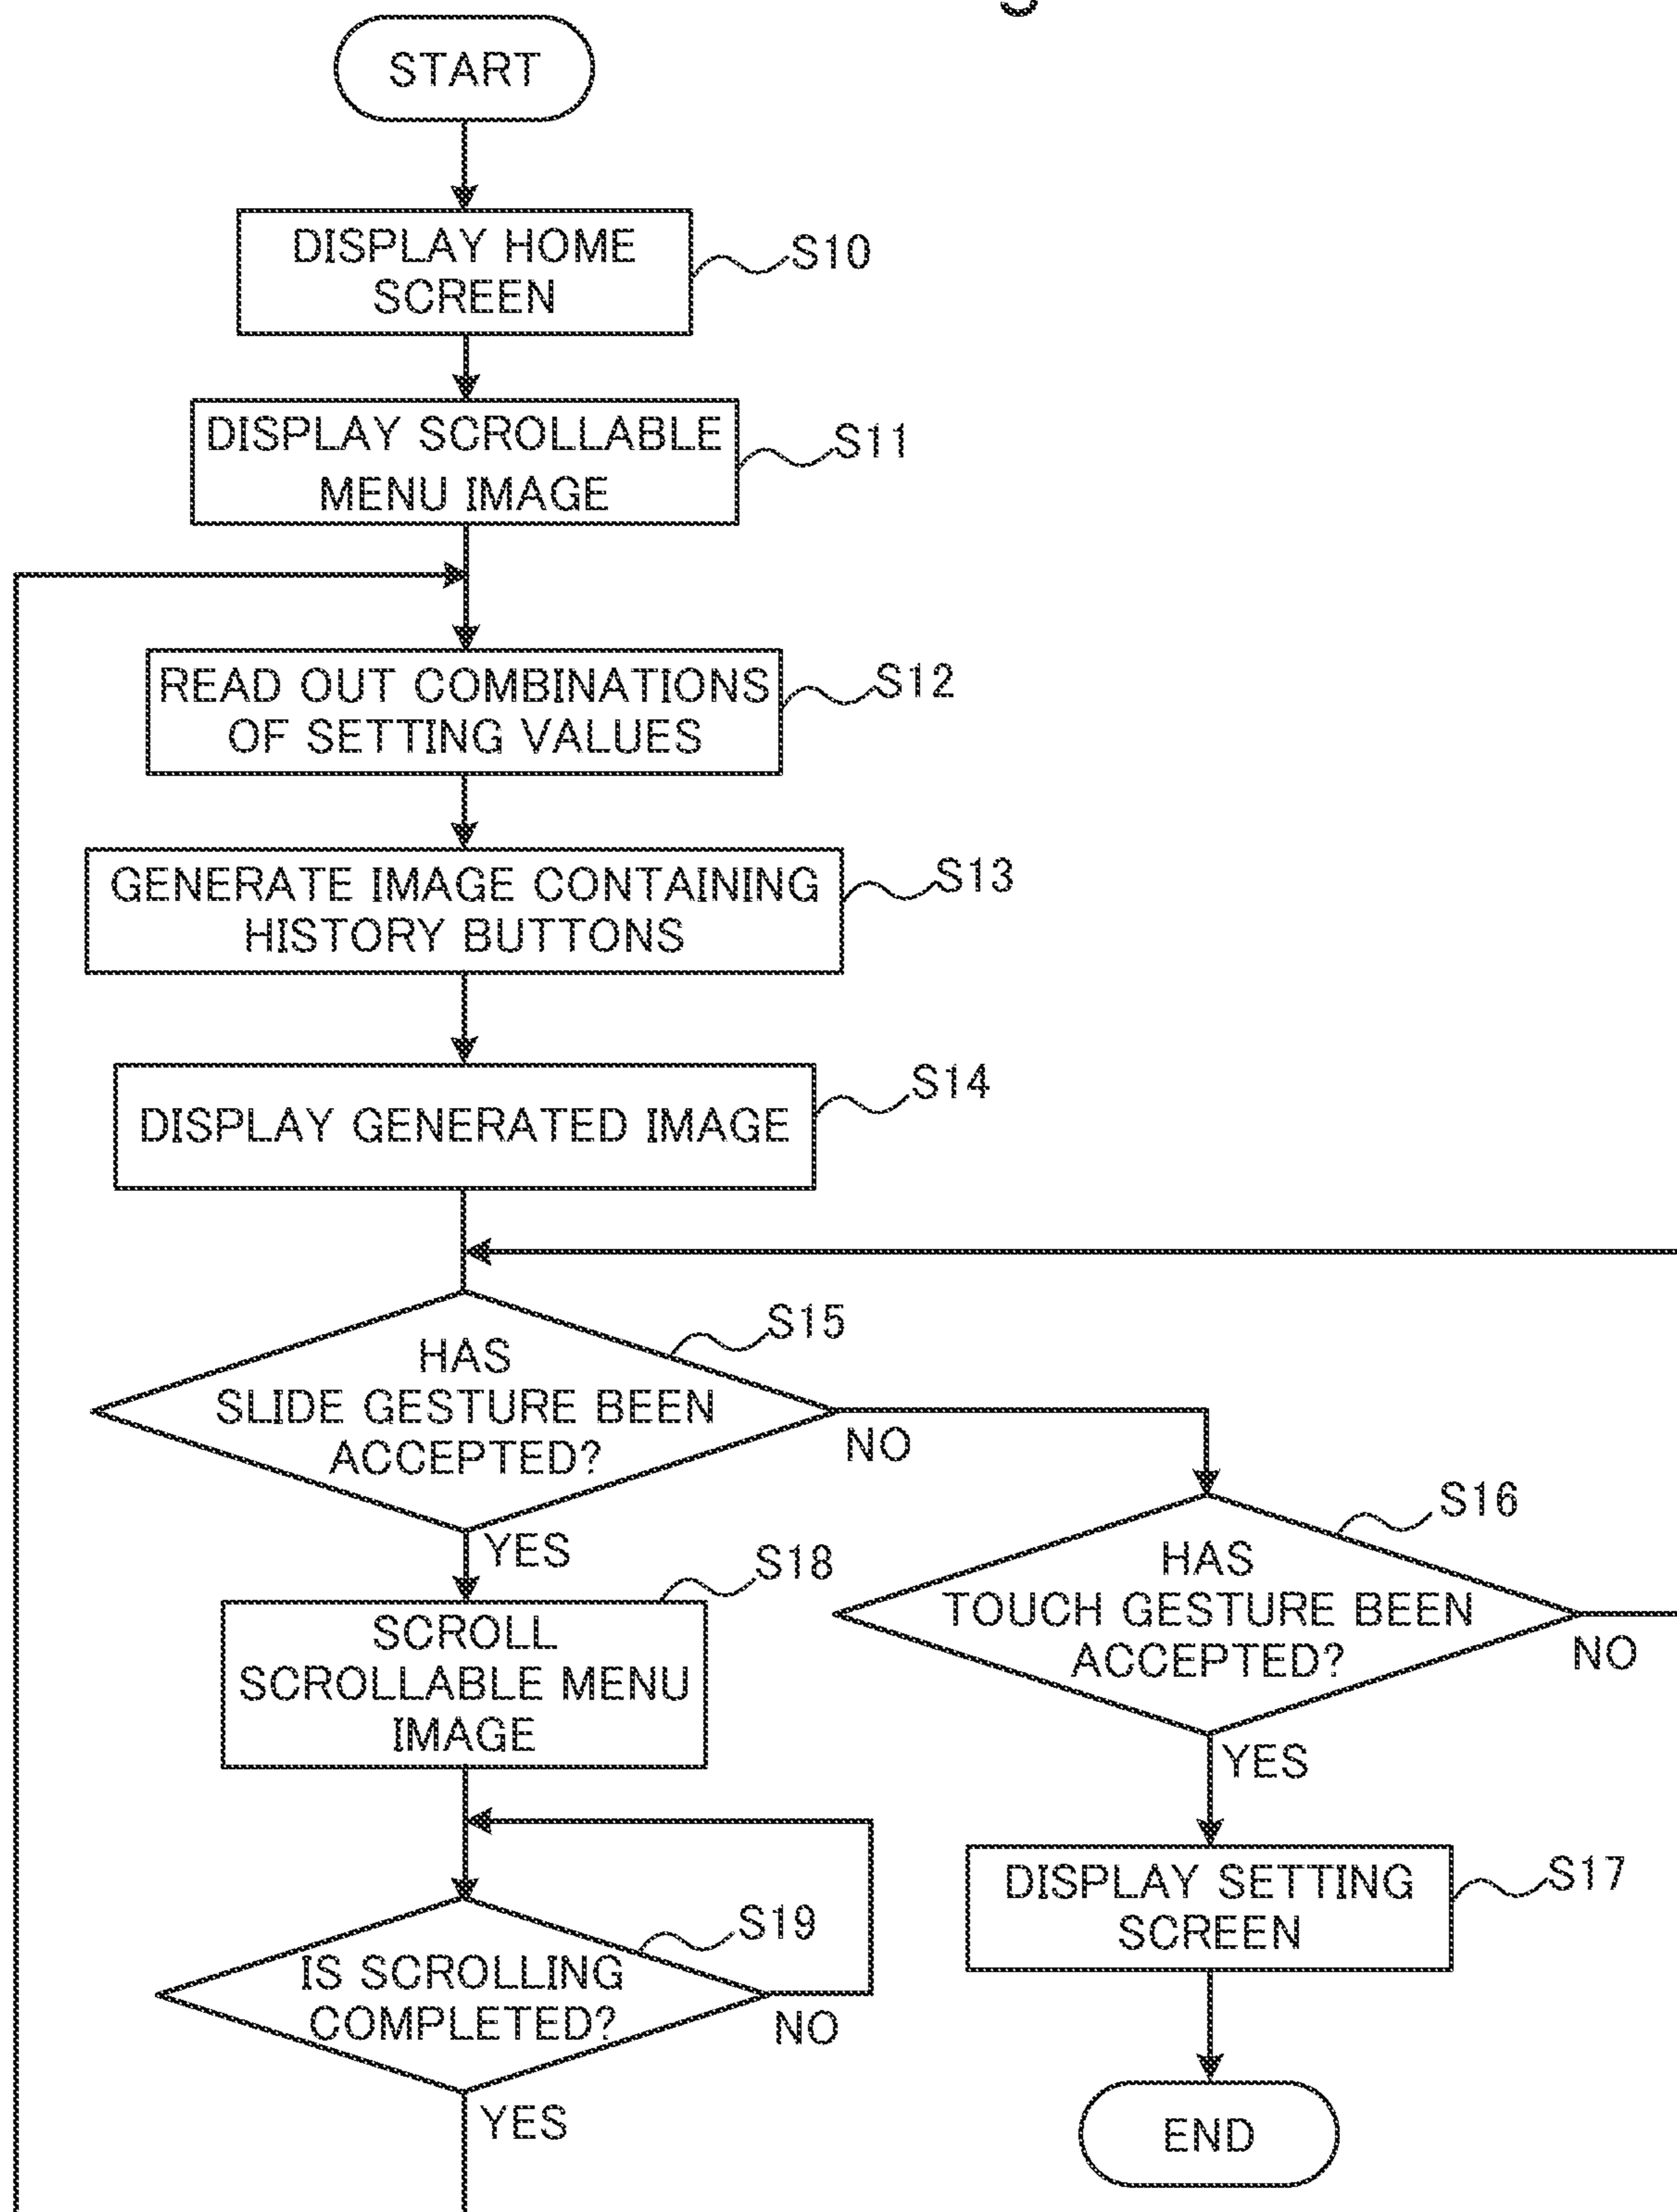 START
DISPLAY HOME
SCREEN
S10
DISPLAY SCROLLABLE
MENU IMAGE
S11
READ OUT COMBINATIONS
OF SETTING VALUES
S12
GENERATE IMAGE CONTAINING
HISTORY BUTTONS
S13
DISPLAY GENERATED IMAGE
S14
HAS
SLIDE GESTURE BEEN
ACCEPTED?
S15
NO
YES
HAS
TOUCH GESTURE BEEN
ACCEPTED?
S16
NO
YES
SCROLL
SCROLLABLE MENU
IMAGE
S18
DISPLAY SETTING
SCREEN
S17
IS SCROLLING
COMPLETED?
S19
NO
YES
END